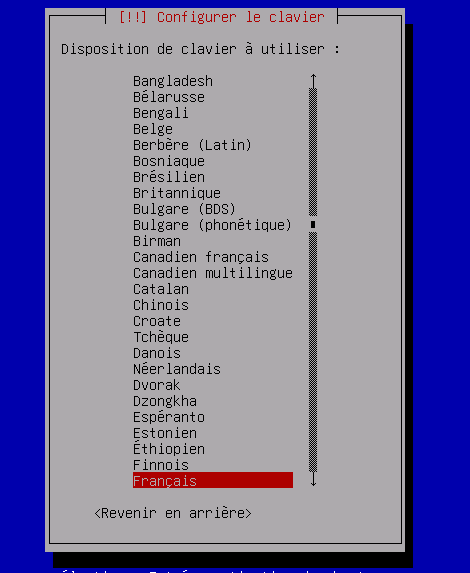 [!!] Configurer le clavier
Disposition de clavier à utiliser :
Bangladesh
Bélarusse
Bengali
Belge
Berbère (Latin)
Bosniaque
Brésilien
Britannique
Bulgare (BDS)
Bulgare (phonétique)
Birman
Canadien français
Canadien multilingue
Catalan
Chinois
Croate
Tchèque
Danois
Néerlandais
Dvorak
Dzongkha
Espéranto
Estonien
Éthiopien
Finnois
Français
<Revenir en arrière>